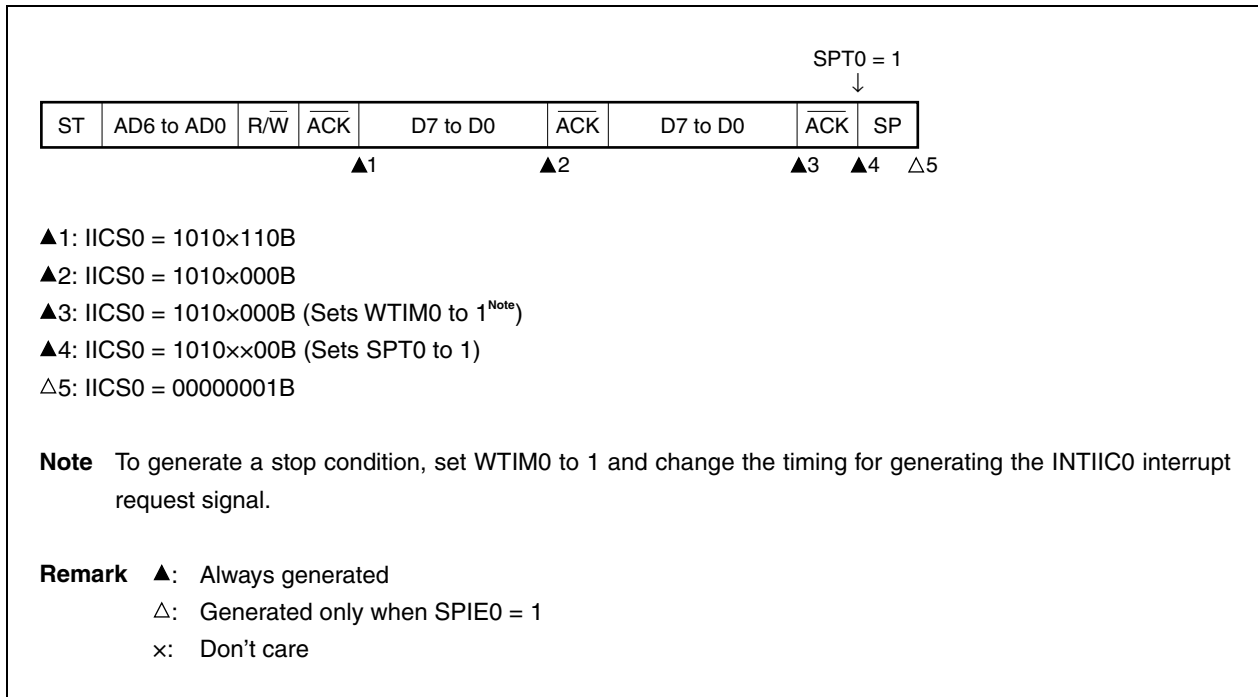 SPT0 = 1
↓
ST AD6 to AD0 R/W̅ A̅C̅K̅ D7 to D0 A̅C̅K̅ D7 to D0 A̅C̅K̅ SP
▲1 ▲2 ▲3 ▲4 △5
▲1: IICS0 = 1010×110B
▲2: IICS0 = 1010×000B
▲3: IICS0 = 1010×000B (Sets WTIM0 to 1Note)
▲4: IICS0 = 1010××00B (Sets SPT0 to 1)
△5: IICS0 = 00000001B
Note To generate a stop condition, set WTIM0 to 1 and change the timing for generating the INTIIC0 interrupt
request signal.
Remark ▲: Always generated
△: Generated only when SPIE0 = 1
×: Don't care